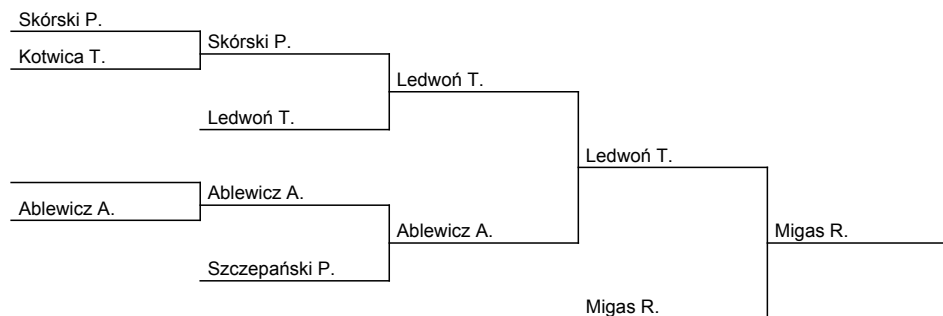 Skórski P.
Kotwica T.
Skórski P.
Ledwoń T.
Ledwoń T.
Ledwoń T.
Ablewicz A.
Ablewicz A.
Ablewicz A.
Szczepański P.
Migas R.
Migas R.